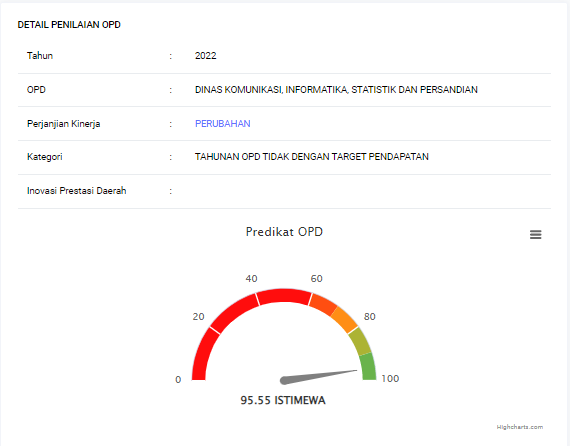 DETAIL PENILAIAN OPD
Tahun : 2022
OPD : DINAS KOMUNIKASI, INFORMATIKA, STATISTIK DAN PERSANDIAN
Perjanjian Kinerja : PERUBAHAN
Kategori : TAHUNAN OPD TIDAK DENGAN TARGET PENDAPATAN
Inovasi Prestasi Daerah :
Predikat OPD
40 60
20 80
0 100
95.55 ISTIMEWA
Highcharts.com